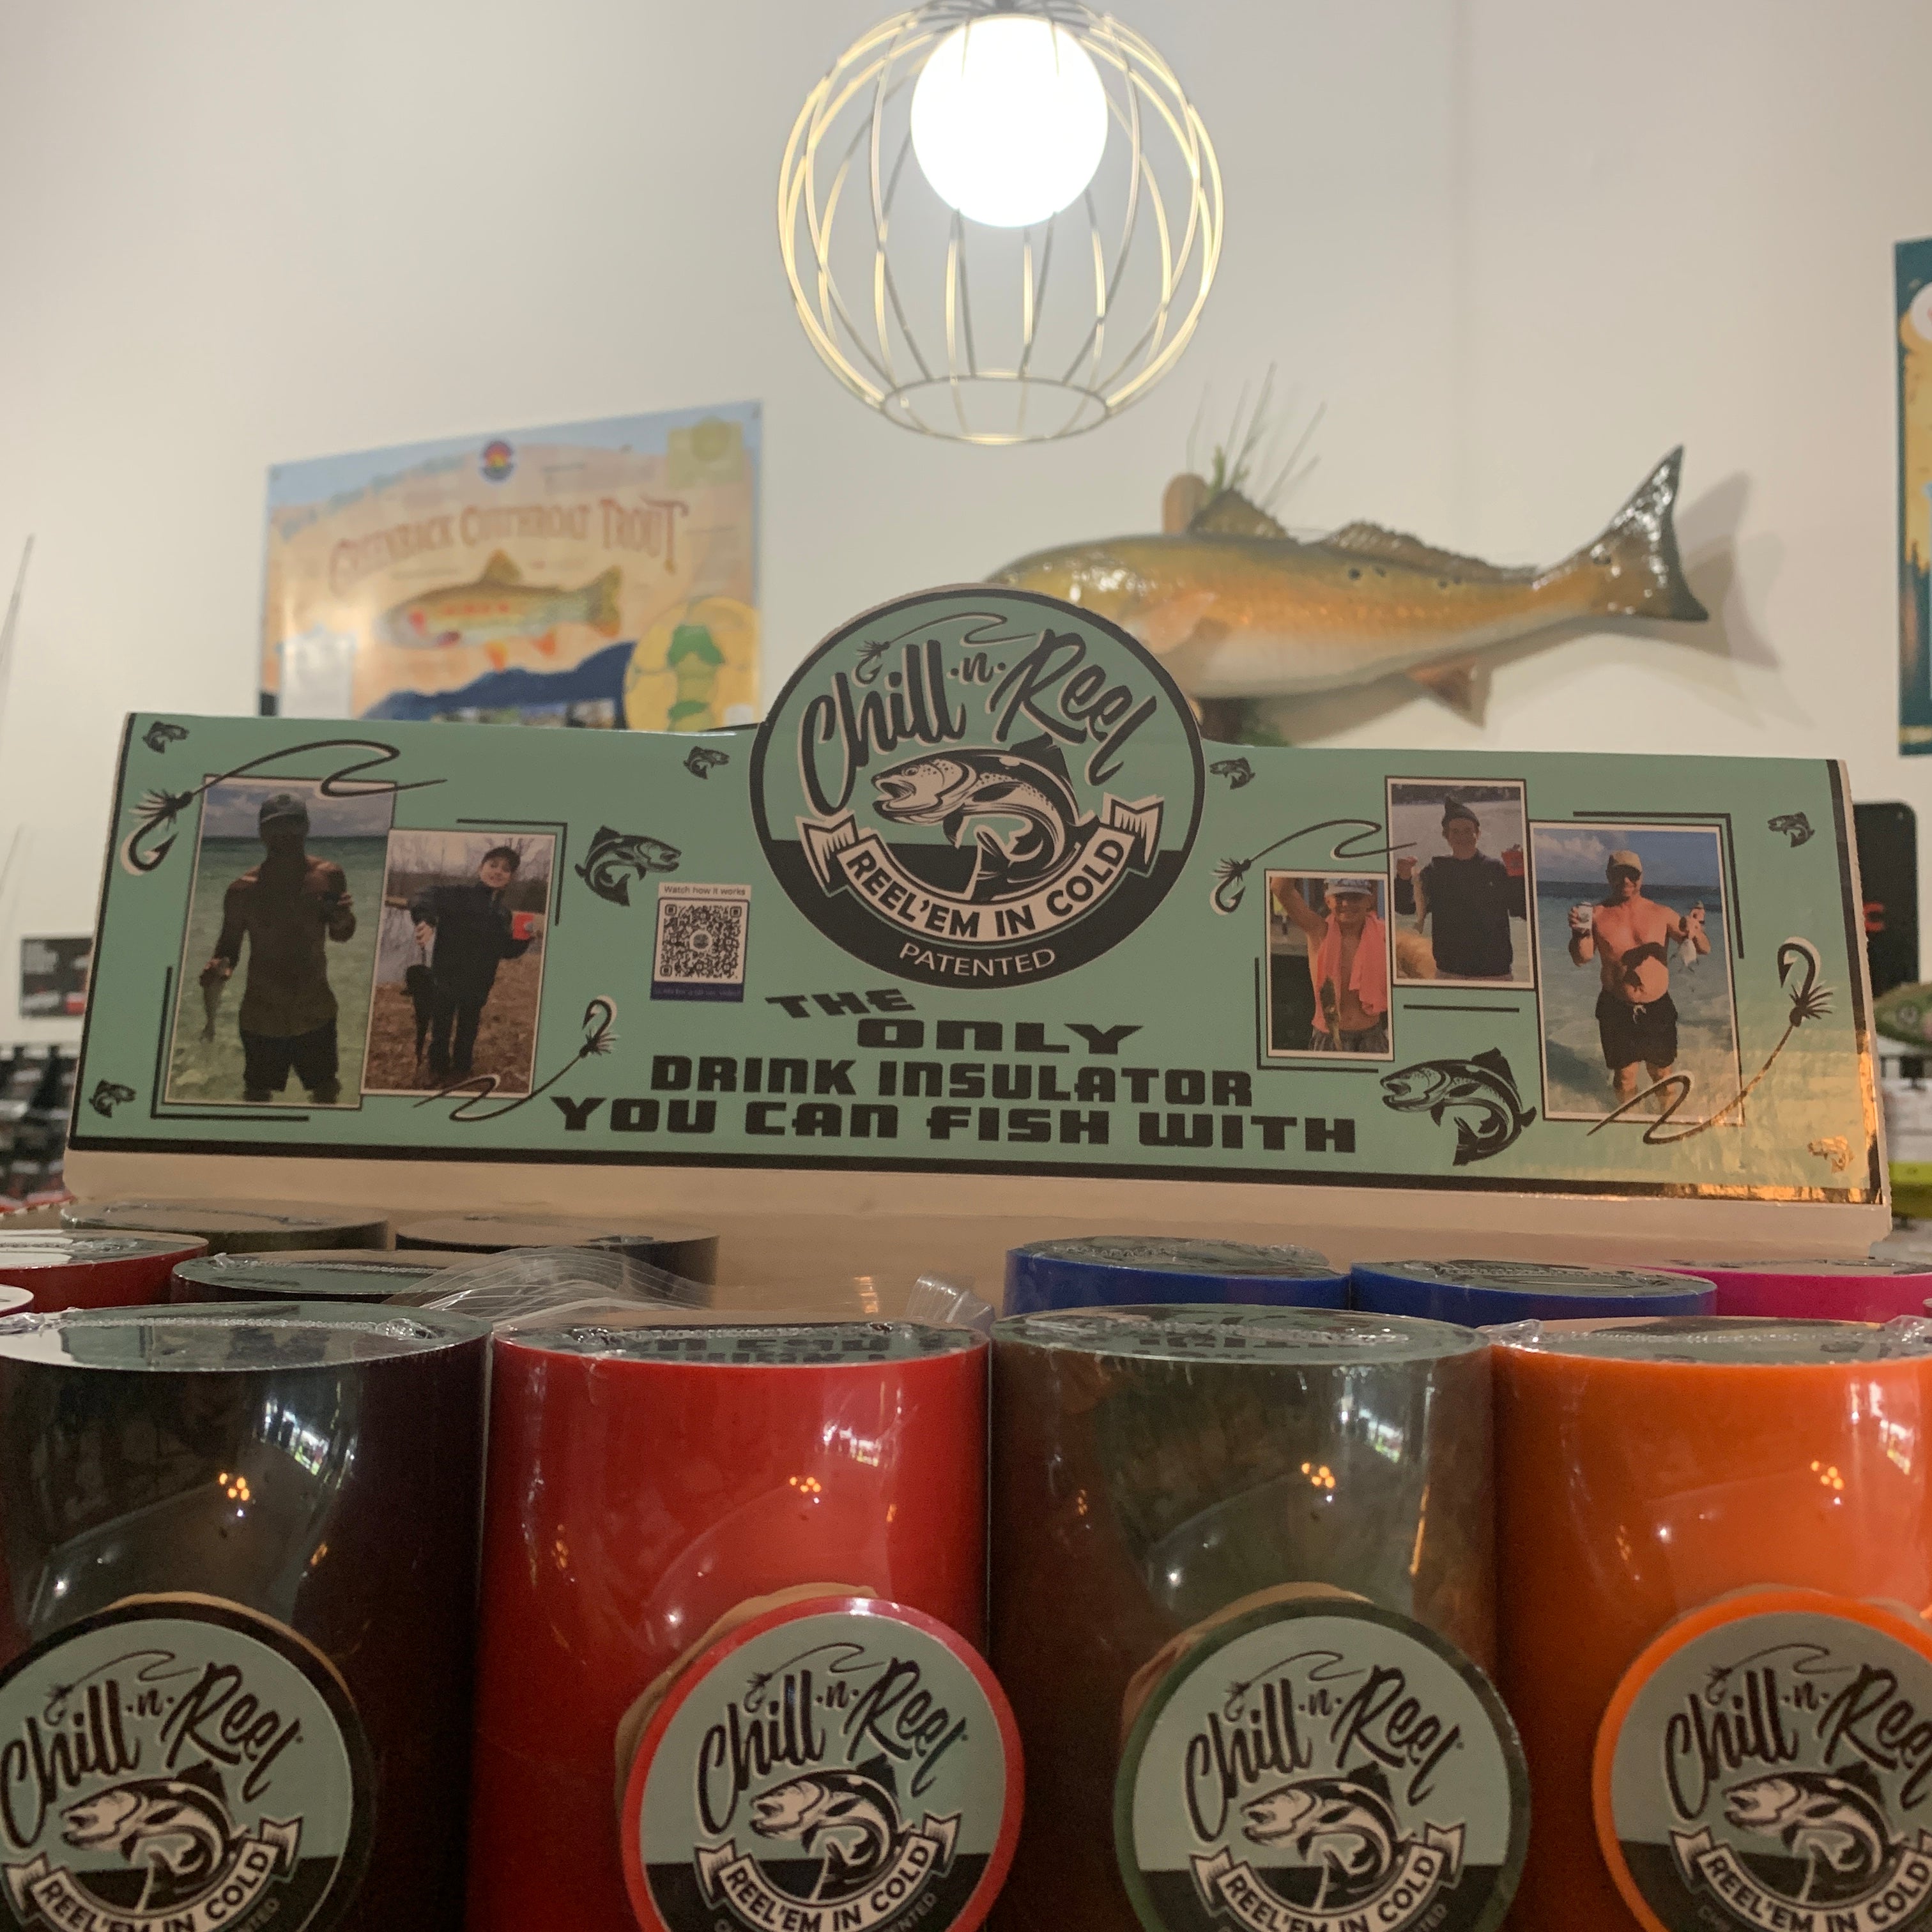 GREENBACK CUTTHROAT TROUT
Chill·n·Reel
REEL'EM IN COLD
PATENTED
Watch how it works
THE
ONLY
DRINK INSULATOR
YOU CAN FISH WITH
Chill·n·Reel
REEL'EM IN COLD
Chill·n·Reel
REEL'EM IN COLD
Chill·n·Reel
REEL'EM IN COLD
Chill·n·Reel
REEL'EM IN COLD